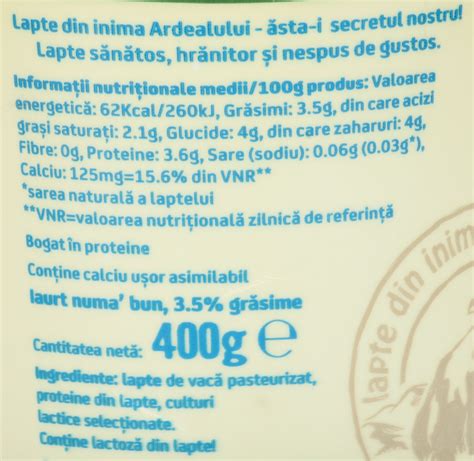 Lapte din inima Ardealului - ăsta-i secretul nostru!
Lapte sănătos, hrănitor și nespus de gustos.
Informații nutriționale medii/100g produs: Valoarea
energetică: 62Kcal/260kJ, Grăsimi: 3.5g, din care acizi
grași saturați: 2.1g, Glucide: 4g, din care zaharuri: 4g,
Fibre: 0g, Proteine: 3.6g, Sare (sodiu): 0.06g (0.03g*),
Calciu: 125mg=15.6% din VNR**
*sarea naturală a laptelui
**VNR=valoarea nutrițională zilnică de referință
Bogat în proteine
Conține calciu ușor asimilabil
Iaurt numa' bun, 3.5% grăsime
Cantitatea netă: 400g ℮
Ingrediente: lapte de vacă pasteurizat,
proteine din lapte, culturi
lactice selecționate.
Conține lactoză din lapte!
lapte din inim